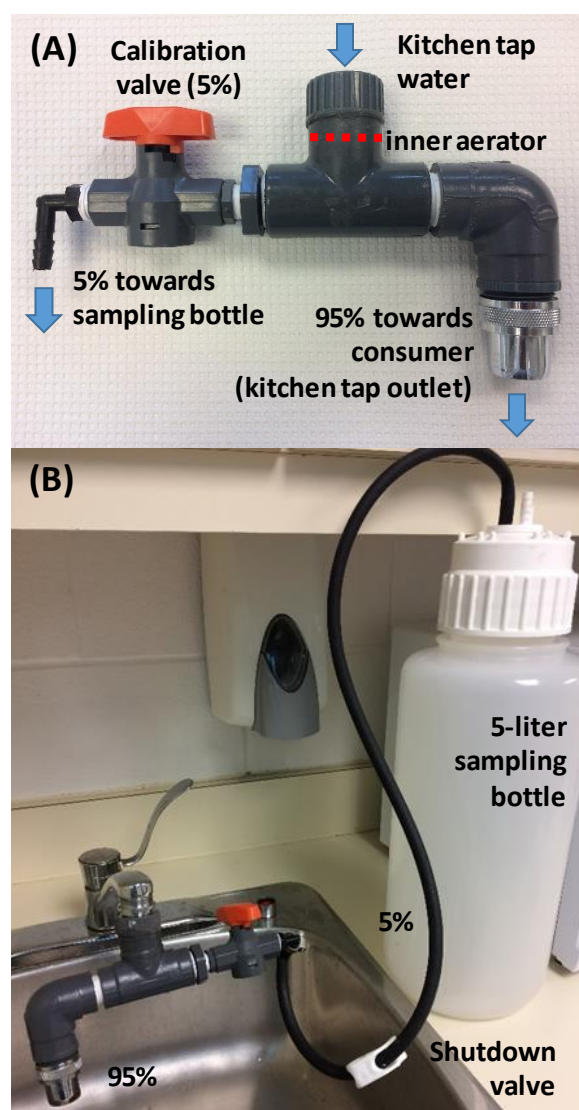 (A)
Calibration
valve (5%)
Kitchen tap
water
inner aerator
5% towards
sampling bottle
95% towards
consumer
(kitchen tap outlet)
(B)
5-liter
sampling
bottle
5%
Shutdown
valve
95%